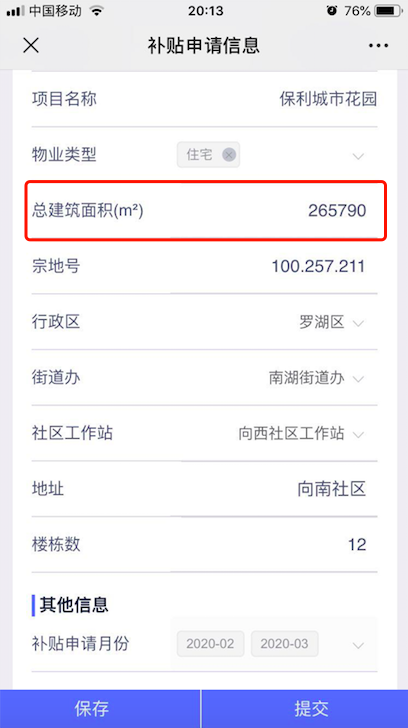 中国移动 20:13 76%
补贴申请信息
项目名称 保利城市花园
物业类型 住宅
总建筑面积(m²) 265790
宗地号 100.257.211
行政区 罗湖区
街道办 南湖街道办
社区工作站 向西社区工作站
地址 向南社区
楼栋数 12
其他信息
补贴申请月份 2020-02 2020-03
保存 提交